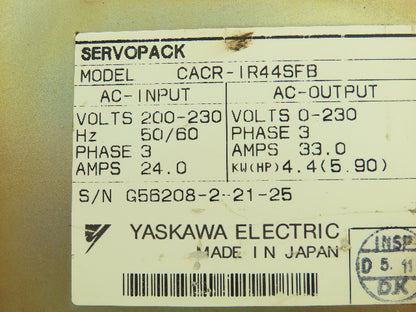 SERVOPACK
MODEL CACR-IR44SFB
AC-INPUT AC-OUTPUT
VOLTS 200-230 VOLTS 0-230
Hz 50/60 PHASE 3
PHASE 3 AMPS 33.0
AMPS 24.0 KW(HP) 4.4(5.90)
S/N G56208-2-21-25
YASKAWA ELECTRIC
MADE IN JAPAN
INSP
D 5. 11
OK